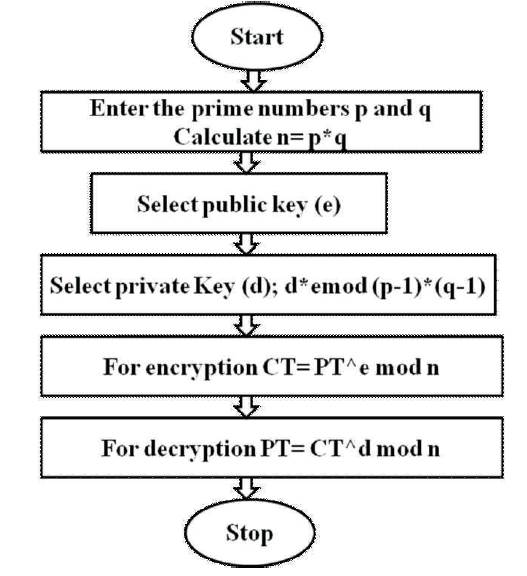 Start
Enter the prime numbers p and q
Calculate n= p*q
Select public key (e)
Select private Key (d); d*emod (p-1)*(q-1)
For encryption CT= PT^e mod n
For decryption PT= CT^d mod n
Stop